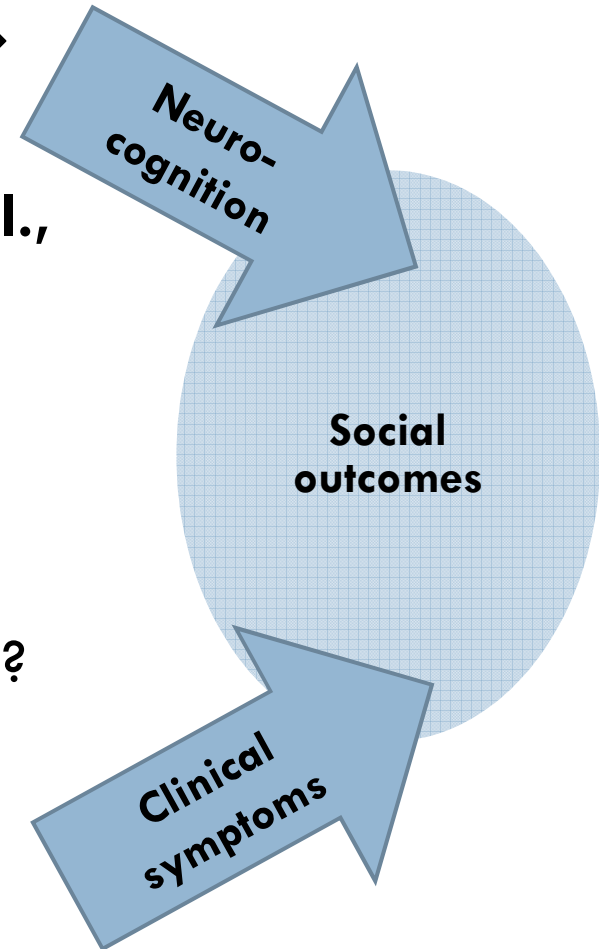 Neuro-
cognition
l.,
Social
outcomes
?
Clinical
symptoms